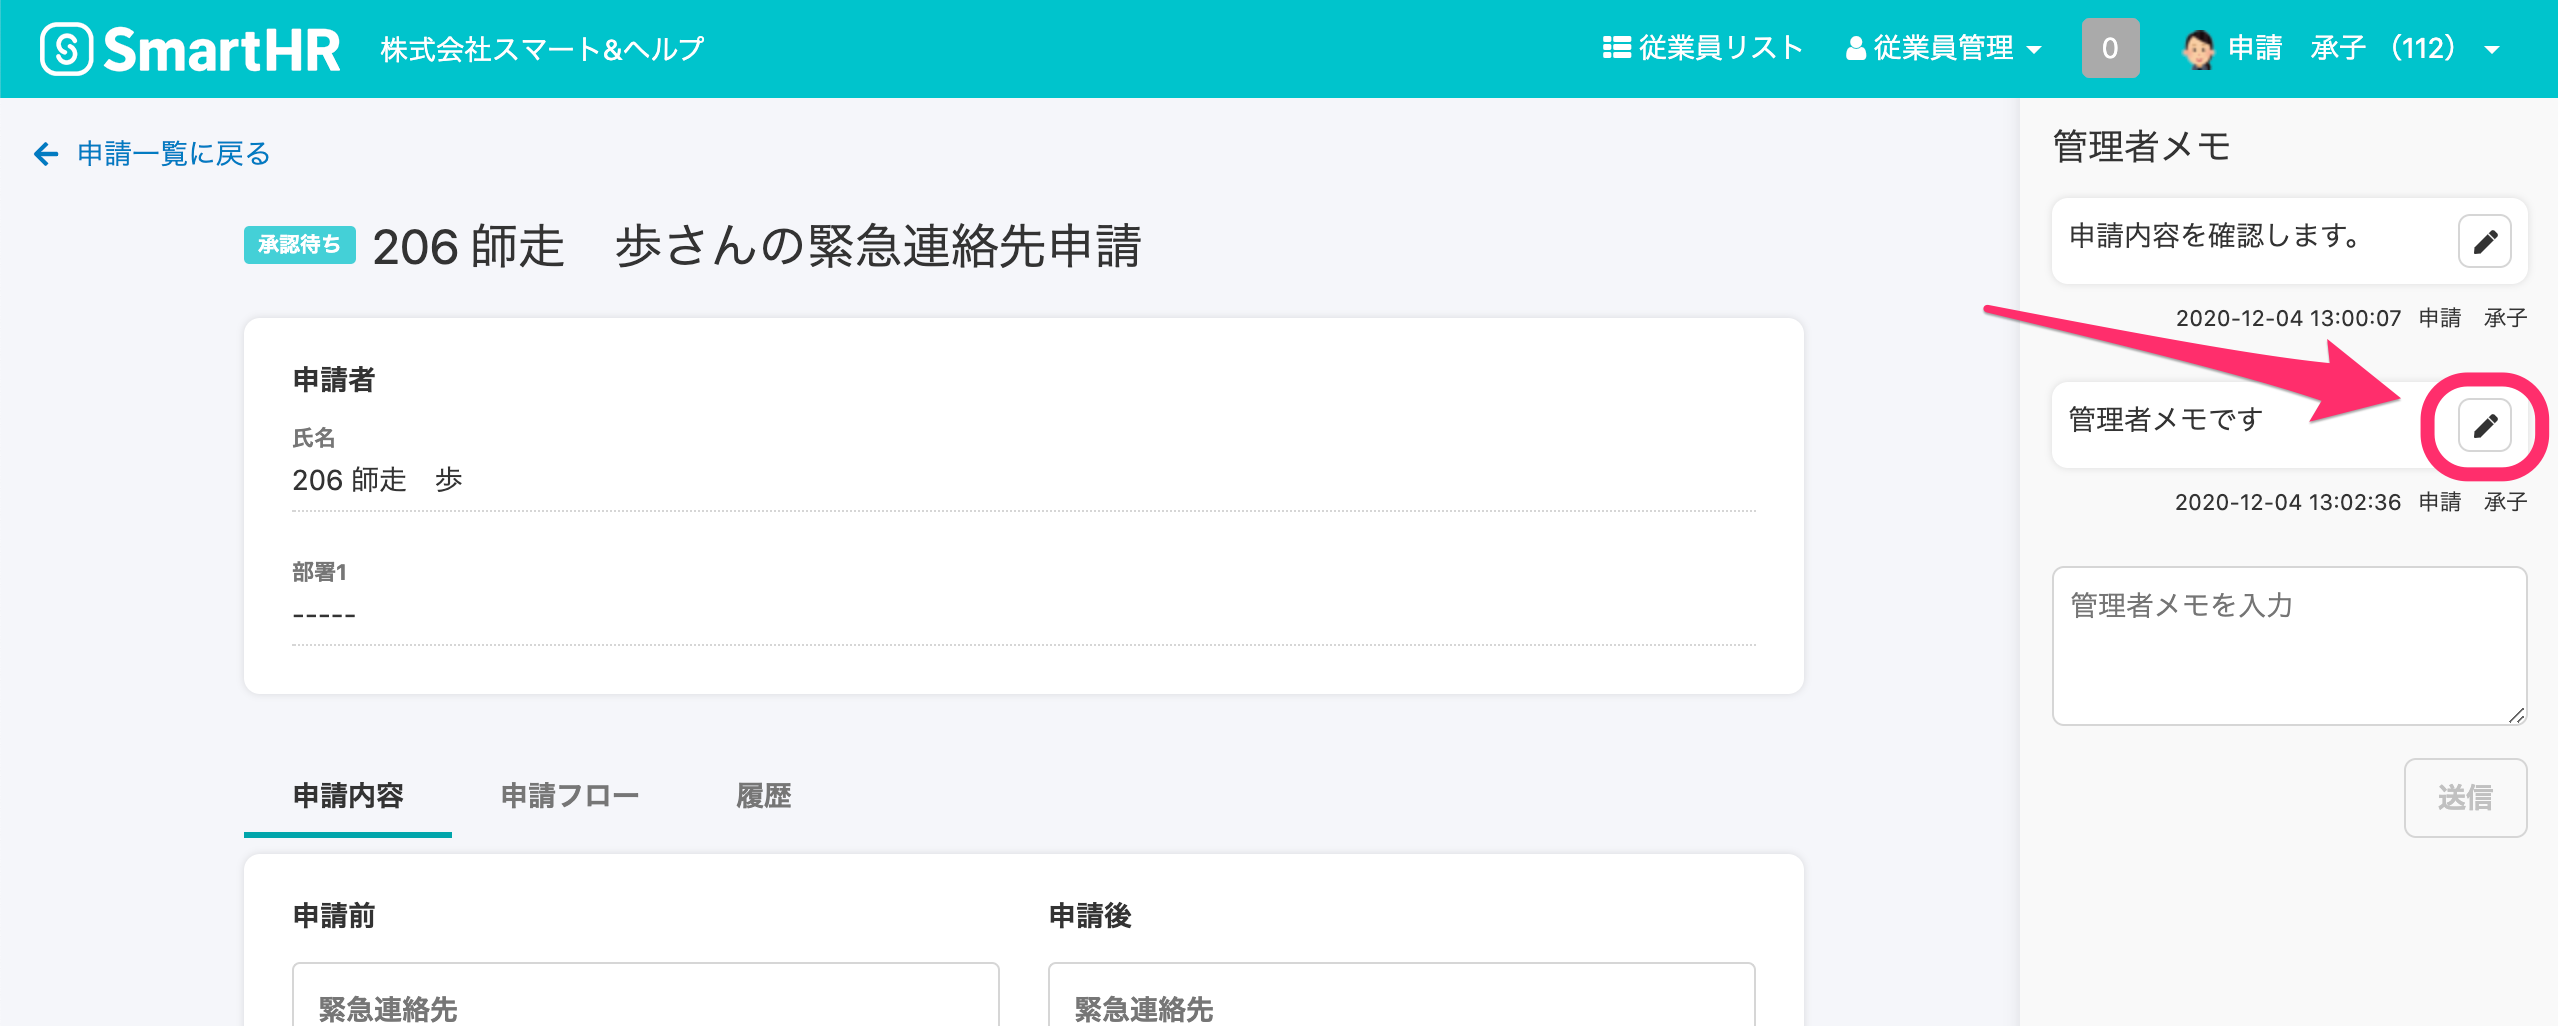 SmartHR 株式会社スマート&ヘルプ 従業員リスト 従業員管理 0 申請　承子 （112）
申請一覧に戻る
承認待ち 206 師走　歩さんの緊急連絡先申請
申請者
氏名
206 師走　歩
部署1
-----
申請内容 申請フロー 履歴
申請前 申請後
緊急連絡先 緊急連絡先
管理者メモ
申請内容を確認します。
2020-12-04 13:00:07 申請　承子
管理者メモです
2020-12-04 13:02:36 申請　承子
管理者メモを入力
送信